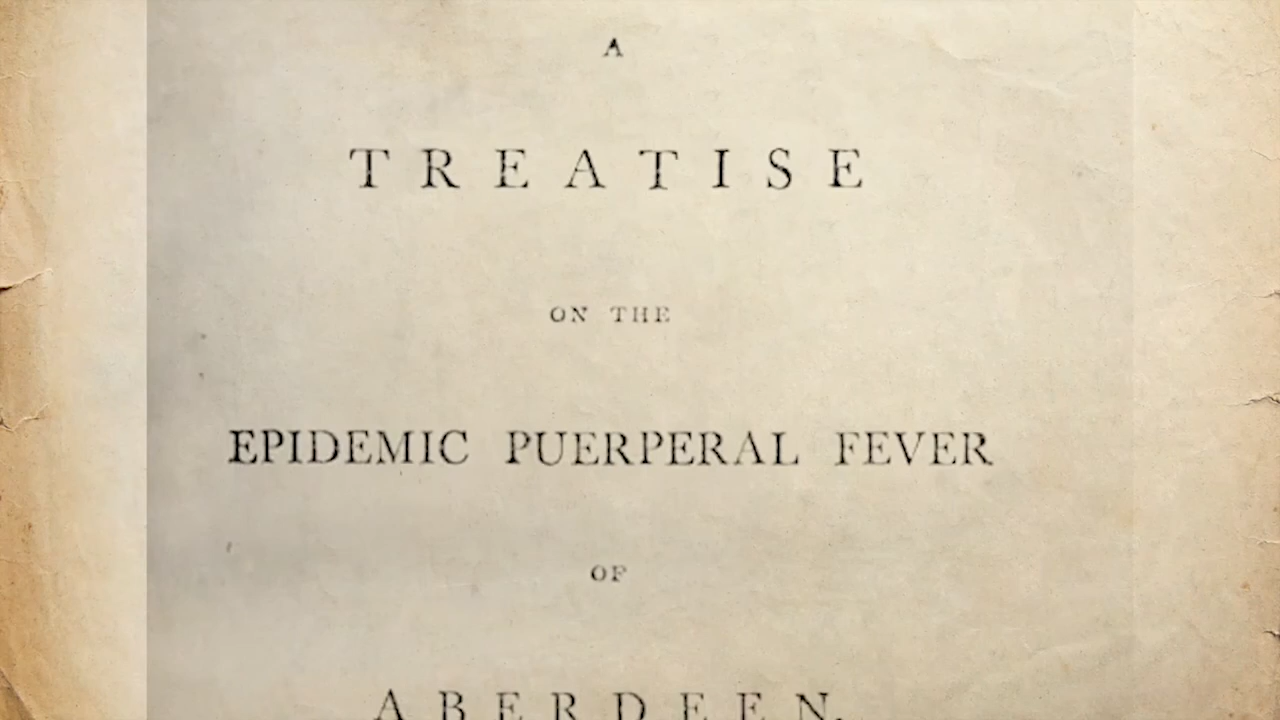 A
TREATISE
ON THE
EPIDEMIC PUERPERAL FEVER
OF
ABERDEEN.